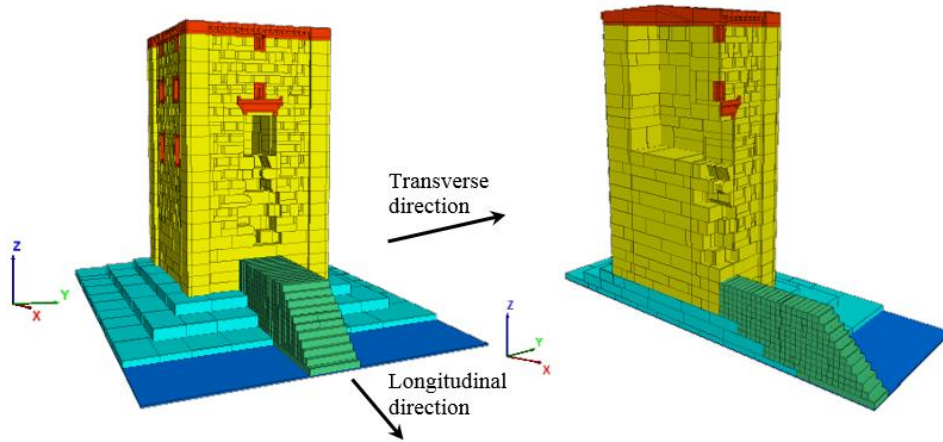 Transverse
direction
Z
Y
X
Z
Y
X
Longitudinal
direction